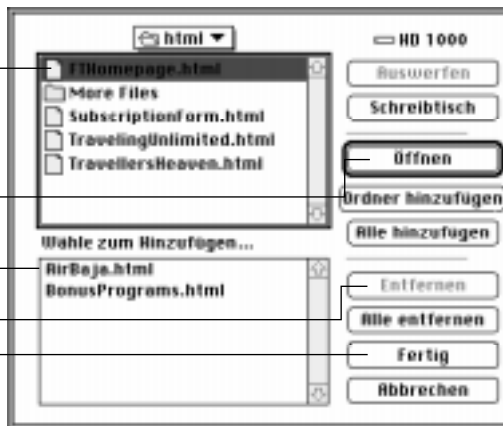 html
FTHomepage.html
More Files
SubscriptionForm.html
TravelingUnlimited.html
TravellersHeaven.html
Wähle zum Hinzufügen...
AirBaja.html
BonusPrograms.html
HD 1000
Auswerfen
Schreibtisch
Öffnen
Ordner hinzufügen
Alle hinzufügen
Entfernen
Alle entfernen
Fertig
Abbrechen